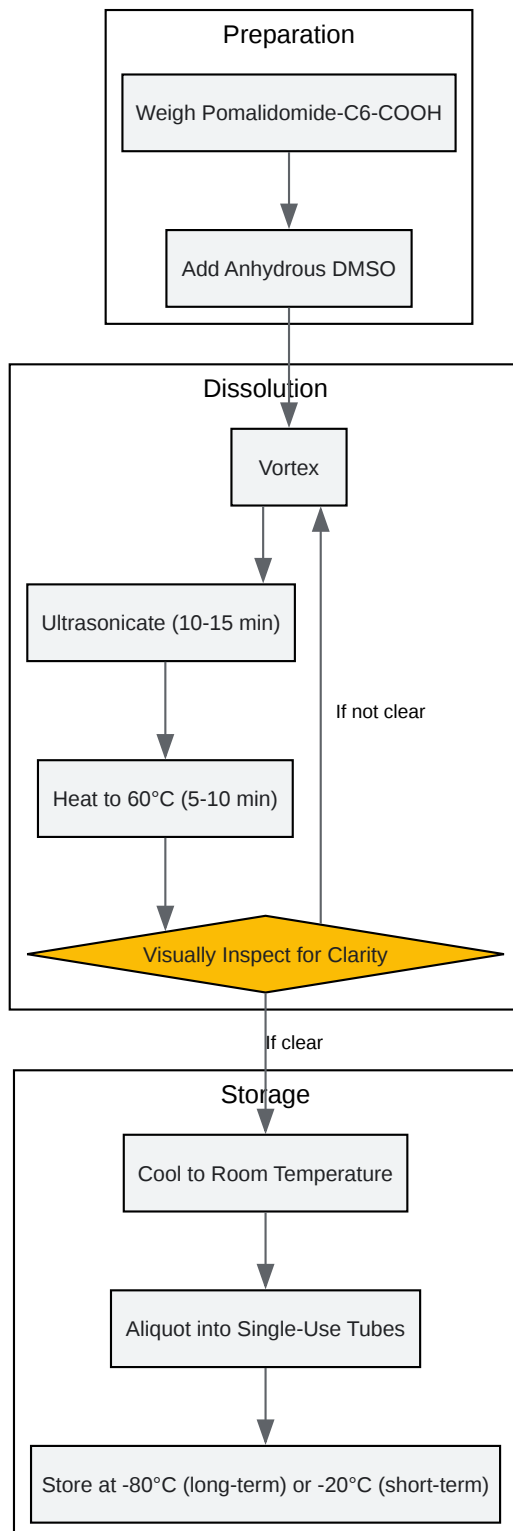 Preparation
Weigh Pomalidomide-C6-COOH
Add Anhydrous DMSO
Dissolution
Vortex
Ultrasonicate (10-15 min)
If not clear
Heat to 60°C (5-10 min)
Visually Inspect for Clarity
If clear
Storage
Cool to Room Temperature
Aliquot into Single-Use Tubes
Store at -80°C (long-term) or -20°C (short-term)